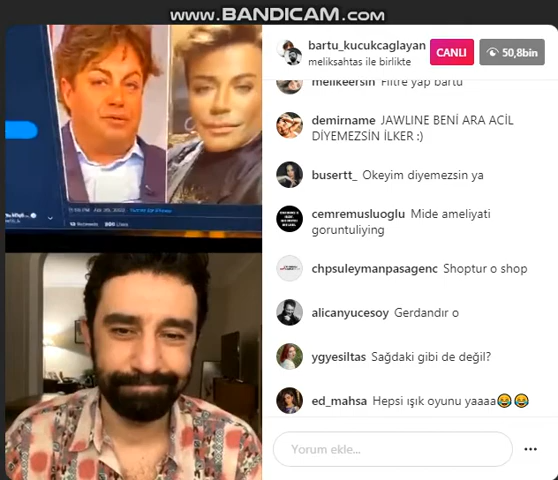 WWW.BANDICAM.COM
bartu_kucukcaglayan
meliksahtas ile birlikte
CANLI
50,8bin
melikeersin Filtre yap bartu
demirname JAWLINE BENİ ARA ACİL
DİYEMEZSİN İLKER :)
busertt_ Okeyim diyemezsin ya
cemremusluoglu Mide ameliyati
goruntuliying
chpsuleymanpasagenc Shoptur o shop
alicanyucesoy Gerdandır o
ygyesiltas Sağdaki gibi de değil?
ed_mahsa Hepsi ışık oyunu yaaaa😂😂
Yorum ekle...